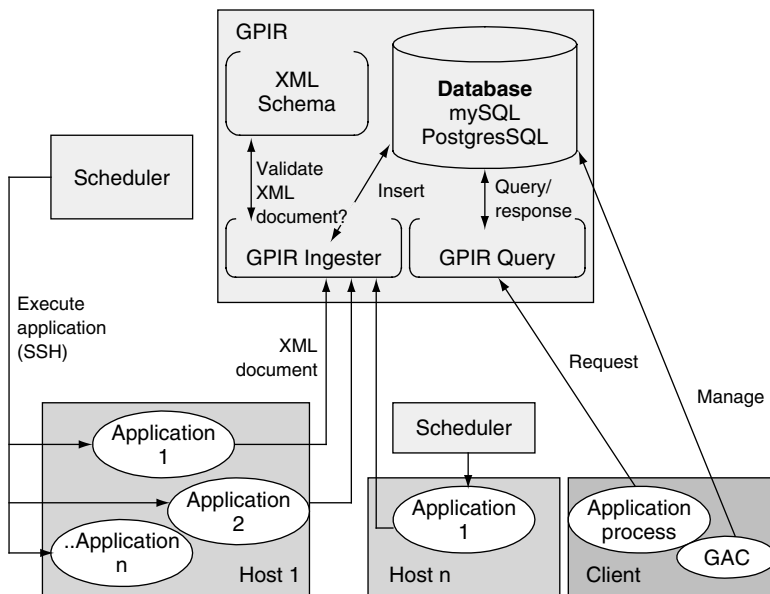 GPIR
XML
Schema
Database
mySQL
PostgresSQL
Scheduler
Validate
XML
document?
Insert
Query/
response
GPIR Ingester
GPIR Query
Execute
application
(SSH)
XML
document
Request
Manage
Application
1
Application
2
..Application
n
Host 1
Scheduler
Application
1
Host n
Application
process
GAC
Client